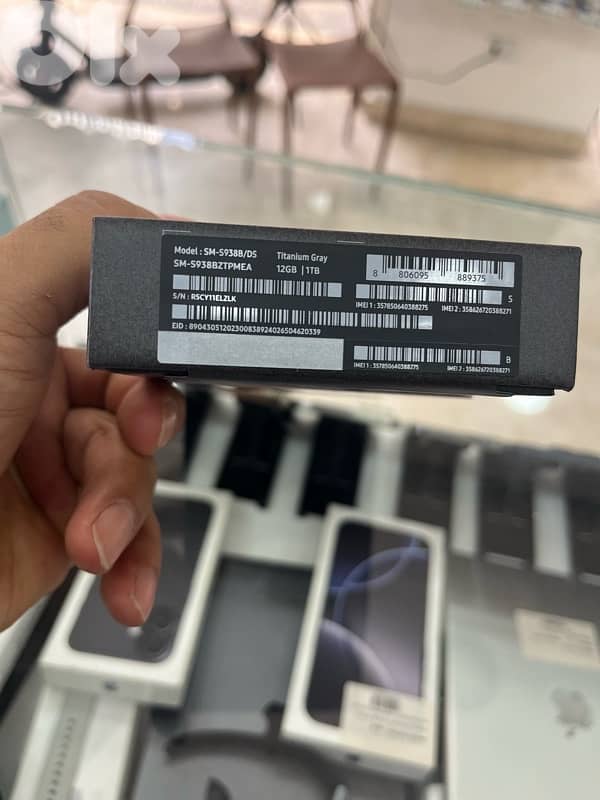 olx
Model : SM-S938B/DS
Titanium Gray
SM-S938BZTPMEA
12GB | 1TB
8 806095 889375
S/N : R5CY11ELZLK
IMEI 1 : 357850640388275
IMEI 2 : 358626720388271
S
EID : 89043051202300838924026504620339
IMEI 1 : 357850640388275
IMEI 2 : 358626720388271
B